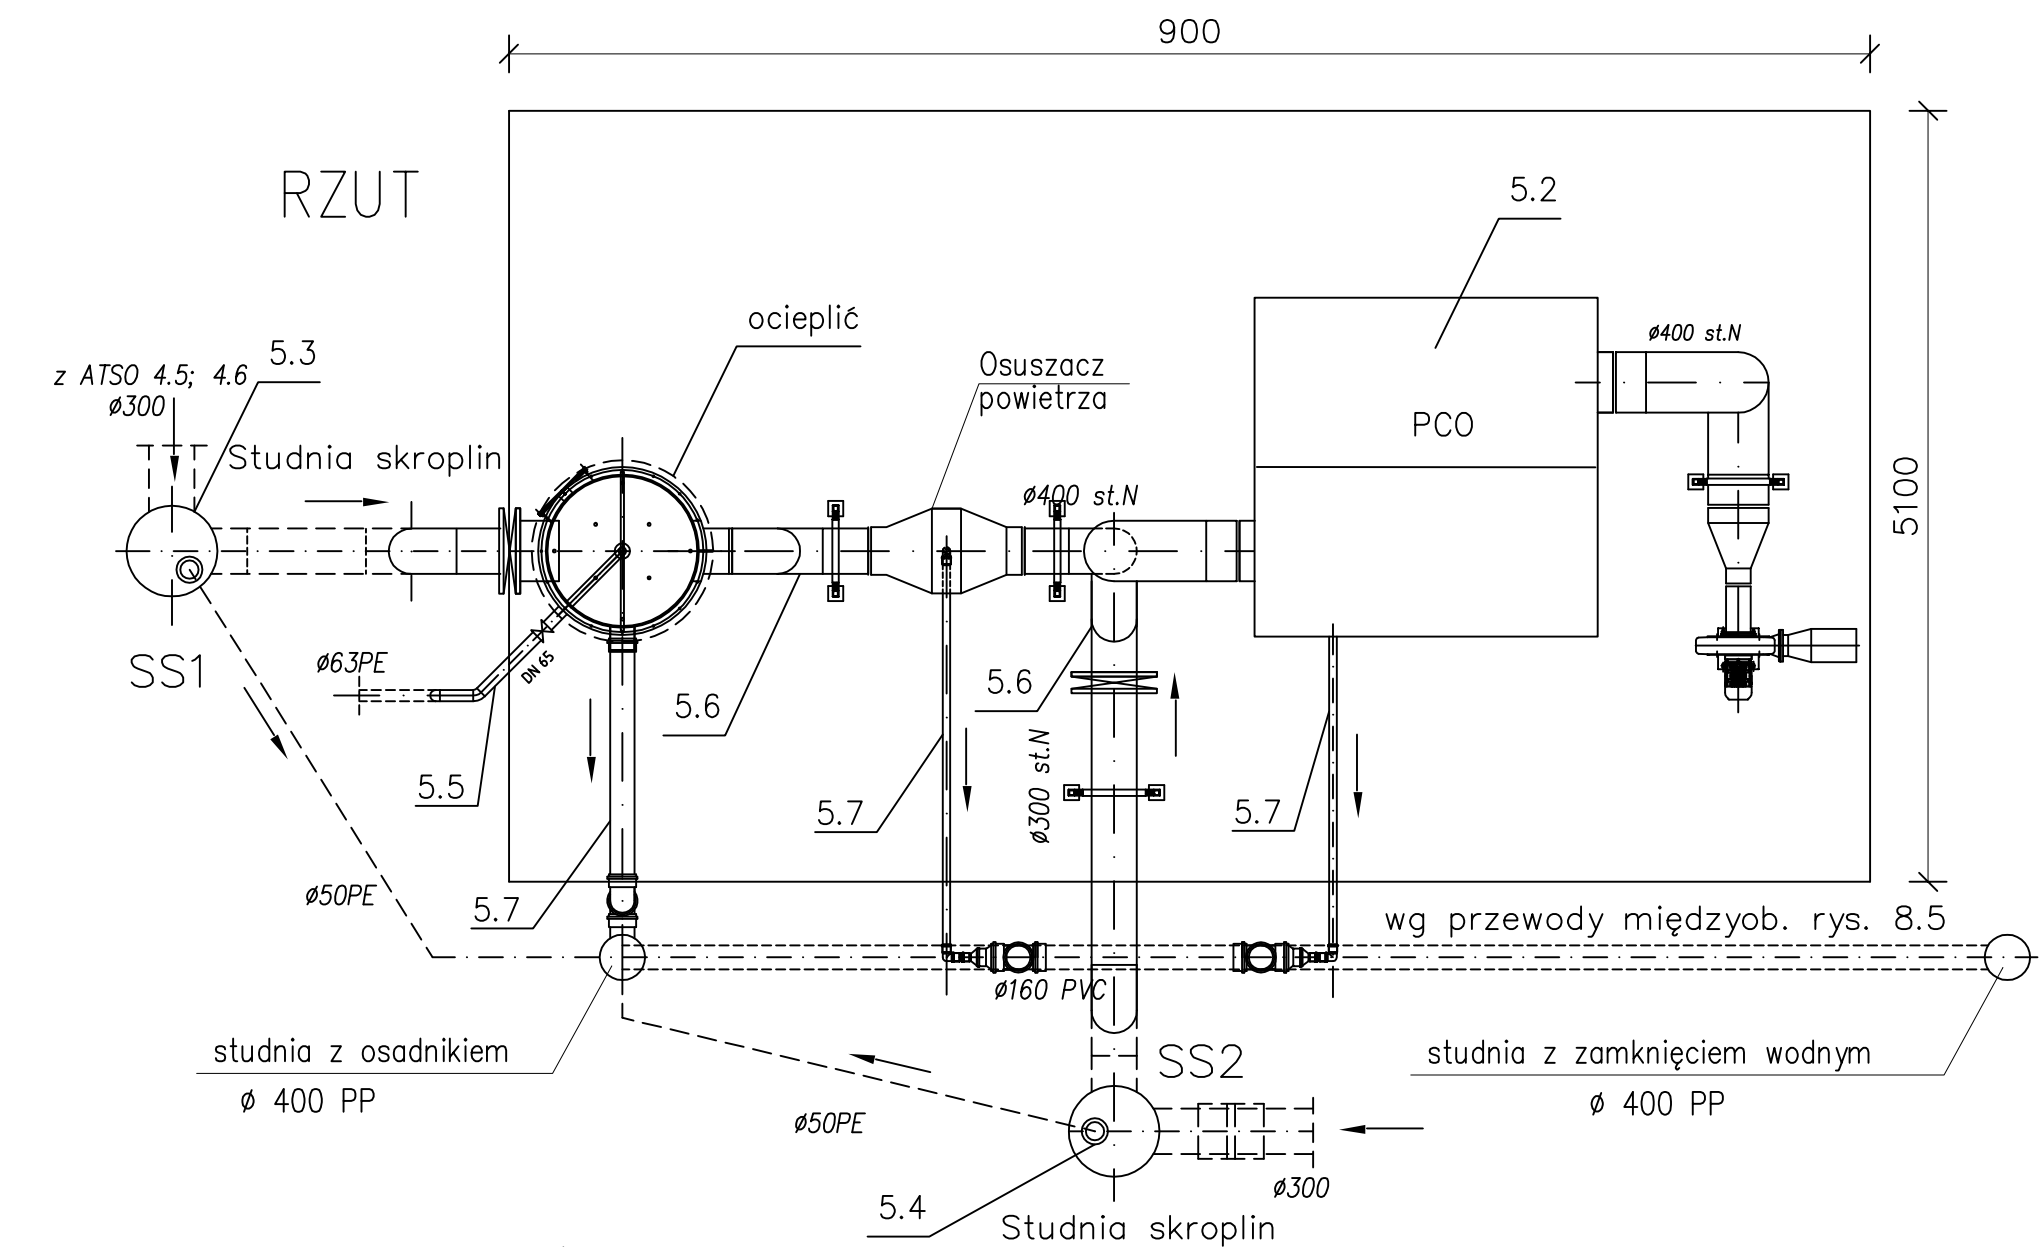 900
RZUT
5.2
ocieplić
ø400 st.N
5.3
z ATSO 4.5; 4.6
ø300
Osuszacz
powietrza
PCO
Studnia skroplin
ø400 st.N
5100
SS1
ø63PE
DN 65
5.6
5.6
5.5
ø300 st.N
5.7
5.7
ø50PE
5.7
wg przewody międzyob. rys. 8.5
ø160 PVC
studnia z osadnikiem
ø 400 PP
SS2
studnia z zamknięciem wodnym
ø 400 PP
ø50PE
ø300
5.4
Studnia skroplin